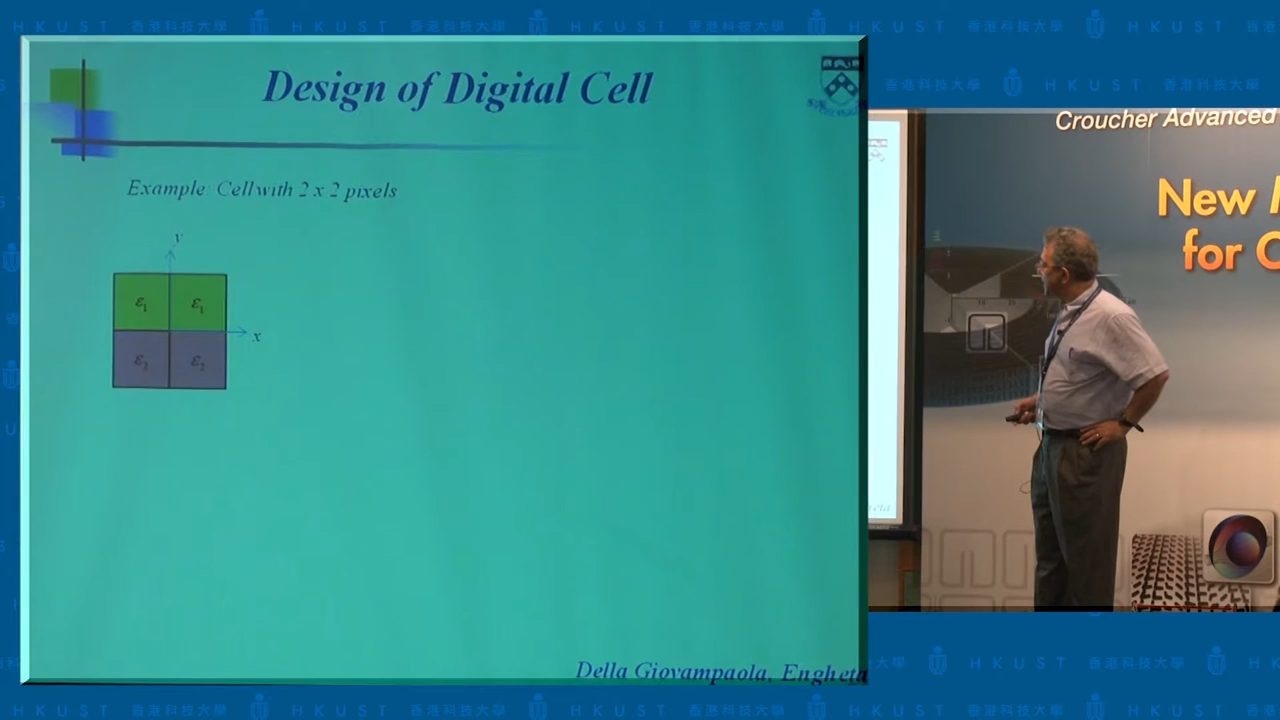 Design of Digital Cell
Example: Cell with 2 x 2 pixels
y
ε1 ε1
x
ε2 ε2
Della Giovampaola, Engheta
Croucher Advanced
New
for
HKUST 香港科技大學